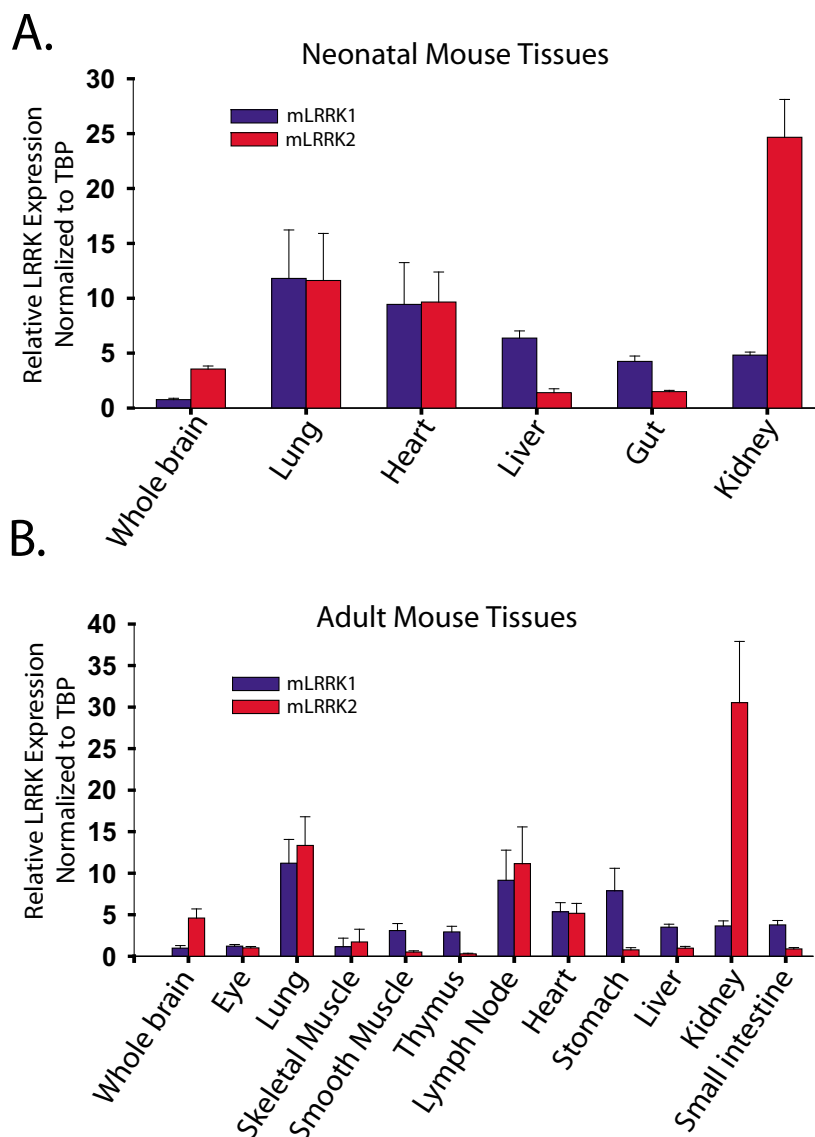 A.
Neonatal Mouse Tissues
Relative LRRK Expression
Normalized to TBP
30
25
20
15
10
5
0
mLRRK1
mLRRK2
Whole brain
Lung
Heart
Liver
Gut
Kidney
B.
Adult Mouse Tissues
Relative LRRK Expression
Normalized to TBP
40
35
30
25
20
15
10
5
0
mLRRK1
mLRRK2
Whole brain
Eye
Lung
Skeletal Muscle
Smooth Muscle
Thymus
Lymph Node
Heart
Stomach
Liver
Kidney
Small intestine